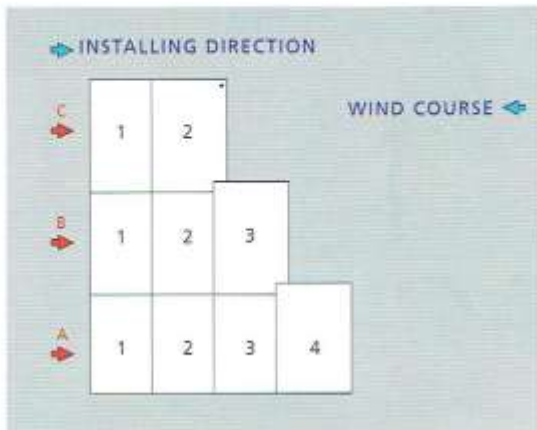 INSTALLING DIRECTION
WIND COURSE
C
1 2
B
1 2 3
A
1 2 3 4